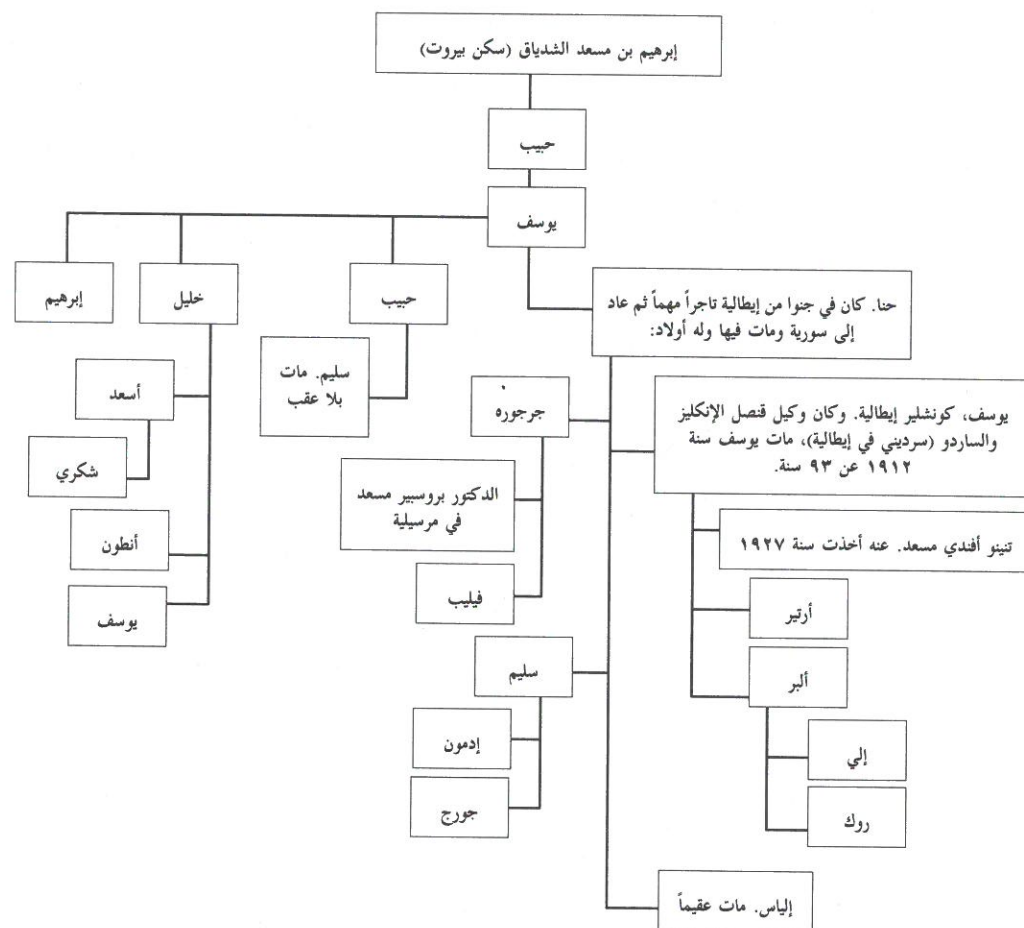 إبرهيم بن مسعد الشدياق (سكن بيروت)
حبيب
يوسف
حنا. كان في جنوا من إيطالية تاجراً مهماً ثم عاد
إلى سورية ومات فيها وله أولاد:
حبيب
خليل
إبرهيم
سليم. مات
بلا عقب
أسعد
شكري
أنطون
يوسف
يوسف، كونشلير إيطالية. وكان وكيل قنصل الإنكليز
والساردو (سرديني في إيطالية)، مات يوسف سنة
١٩١٢ عن ٩٣ سنة.
تنينو أفندي مسعد. عنه أخذت سنة ١٩٢٧
أرتير
ألبر
إلي
روك
جرجوره
الدكتور بروسبير مسعد
في مرسيلية
فيليب
سليم
إدمون
جورج
إلياس. مات عقيماً